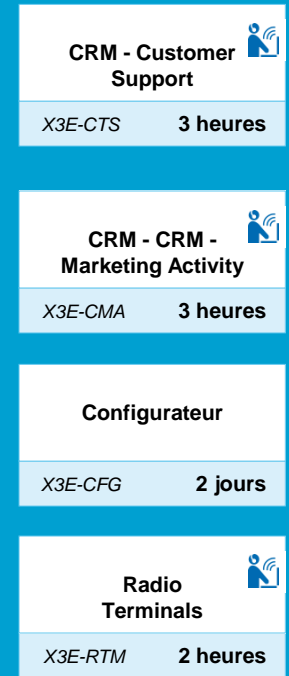 CRM - Customer
Support
X3E-CTS 3 heures
CRM - CRM -
Marketing Activity
X3E-CMA 3 heures
Configurateur
X3E-CFG 2 jours
Radio
Terminals
X3E-RTM 2 heures